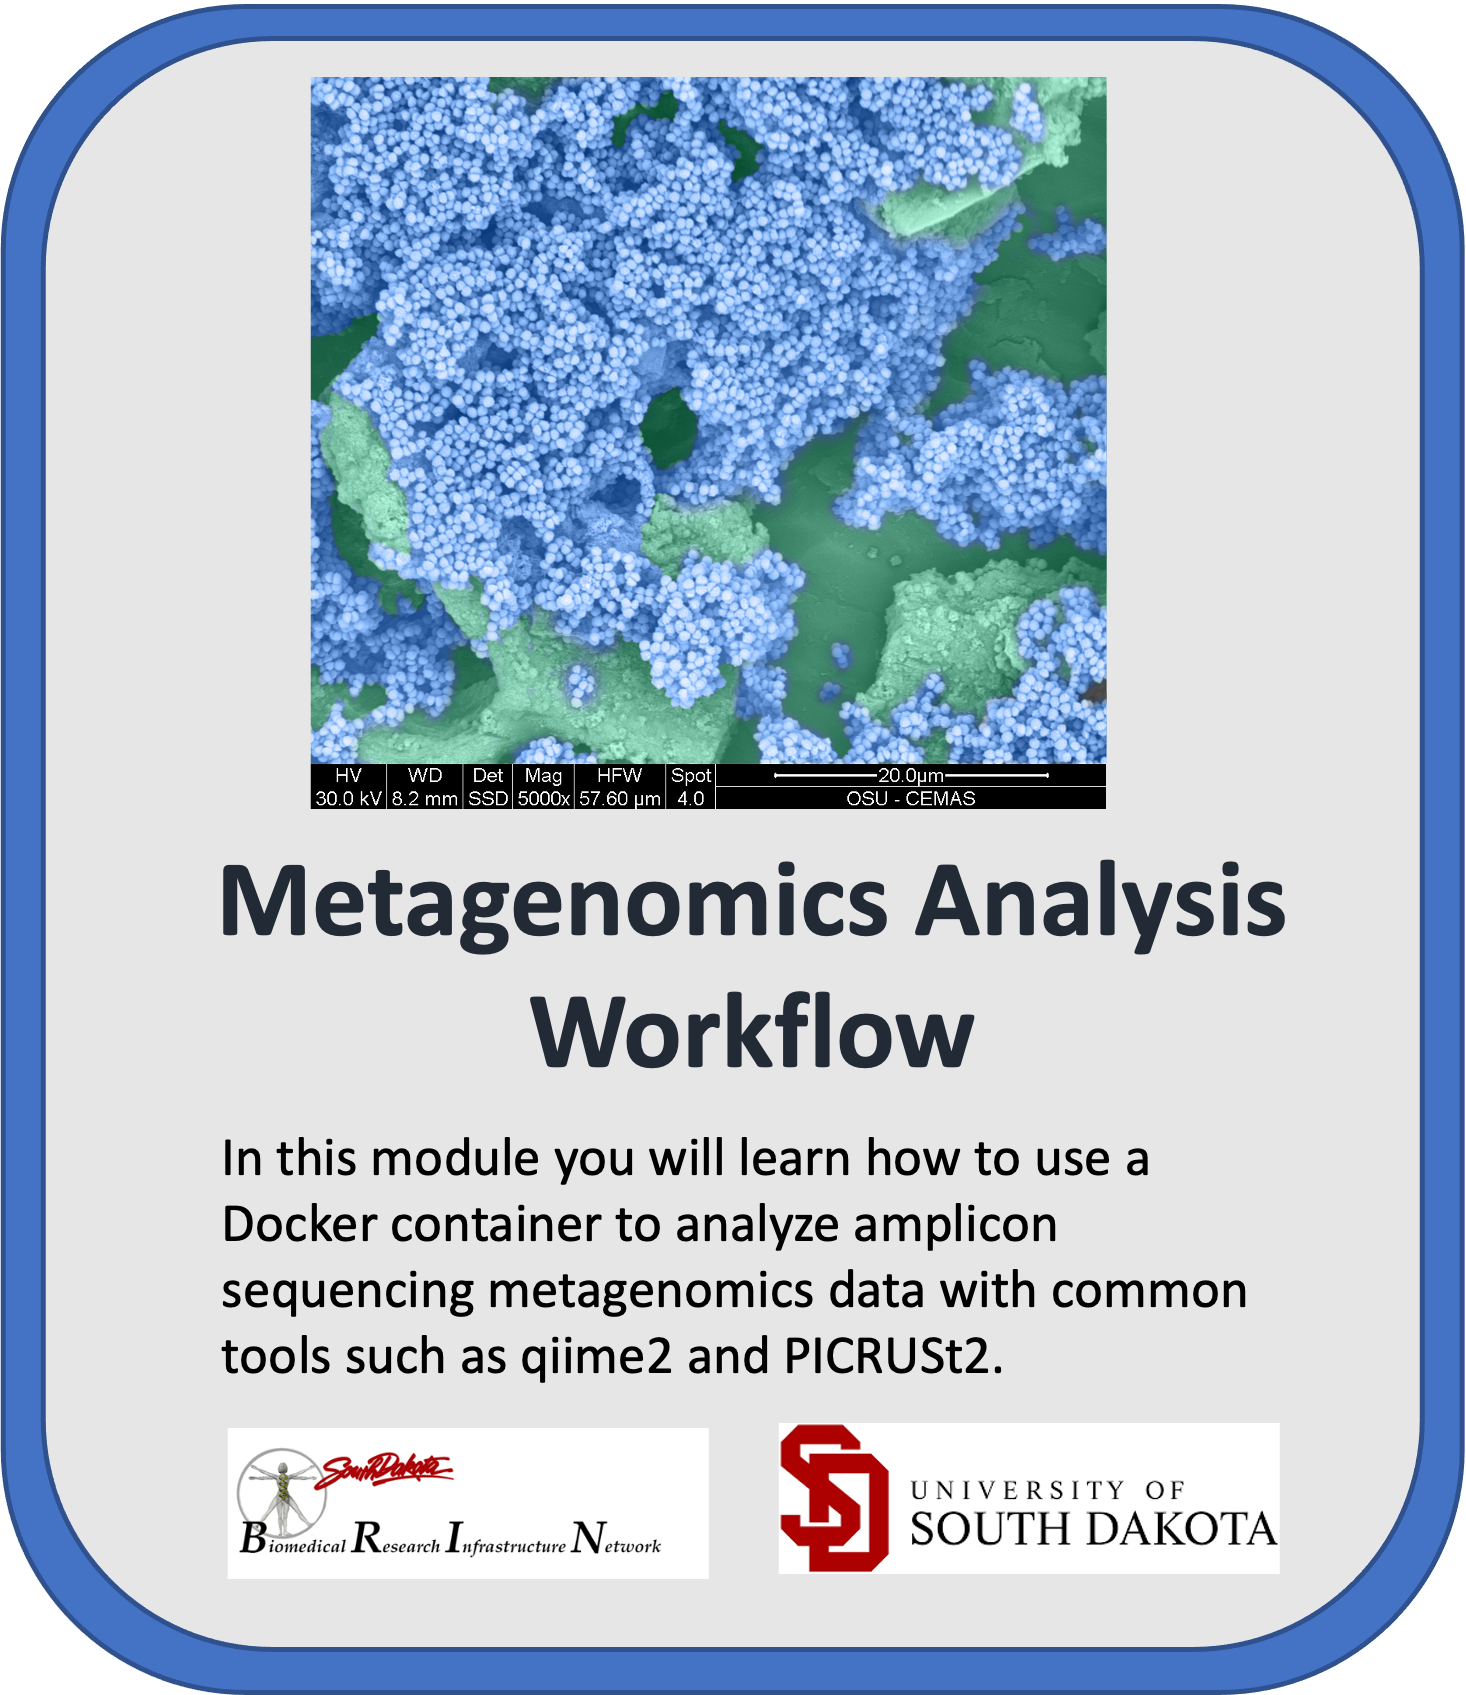 HV WD Det Mag HFW Spot 20.0µm
30.0 kV 8.2 mm SSD 5000x 57.60 µm 4.0 OSU - CEMAS
Metagenomics Analysis
Workflow
In this module you will learn how to use a
Docker container to analyze amplicon
sequencing metagenomics data with common
tools such as qiime2 and PICRUSt2.
South Dakota
Biomedical Research Infrastructure Network
SD
UNIVERSITY OF
SOUTH DAKOTA